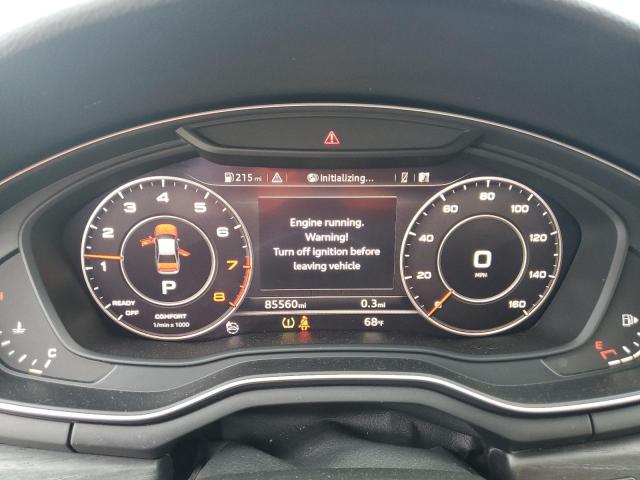 215 mi Initializing...
Engine running.
Warning!
Turn off ignition before
leaving vehicle
1 2 3 4 5 6 7 8
P
READY
OFF
COMFORT
1/min x 1000
0 20 40 60 80 100 120 140 160
0
MPH
85560mi 0.3mi
68°F
C
E